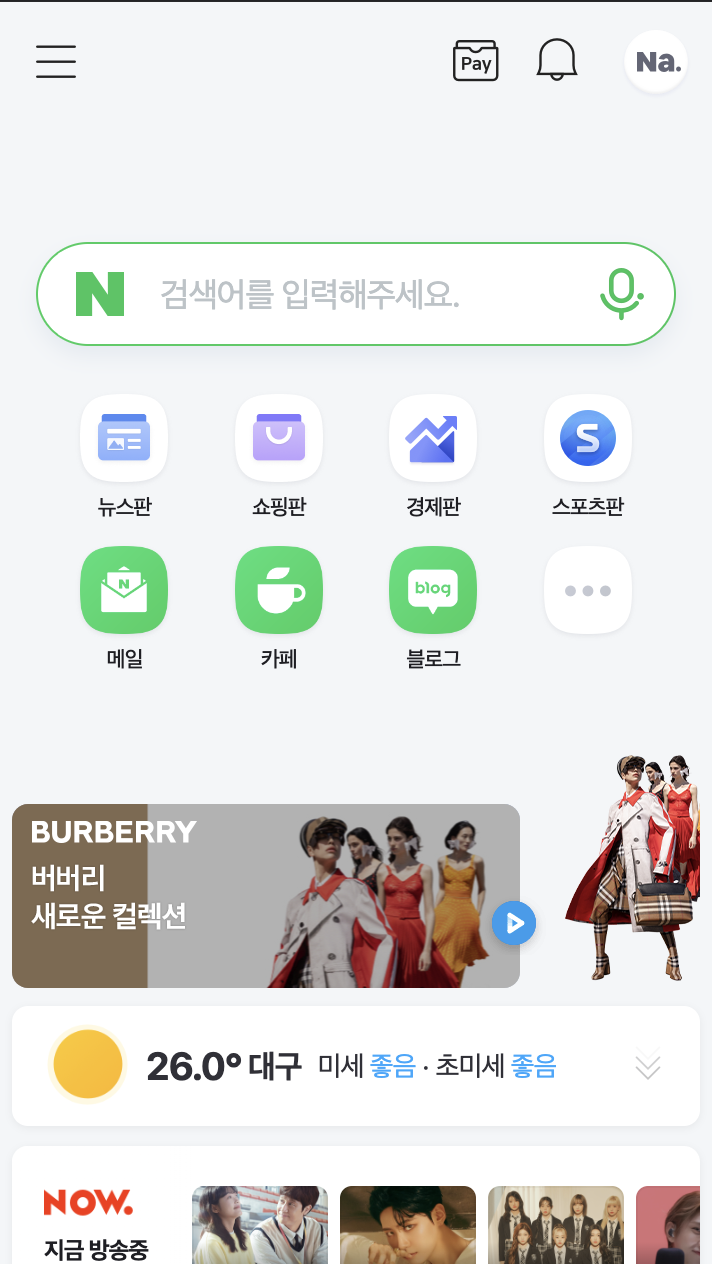 Pay
Na.
N 검색어를 입력해주세요.
S
뉴스판 쇼핑판 경제판 스포츠판
N
blog
메일 카페 블로그
BURBERRY
버버리
새로운 컬렉션
26.0° 대구 미세 좋음 · 초미세 좋음
NOW.
지금 방송중